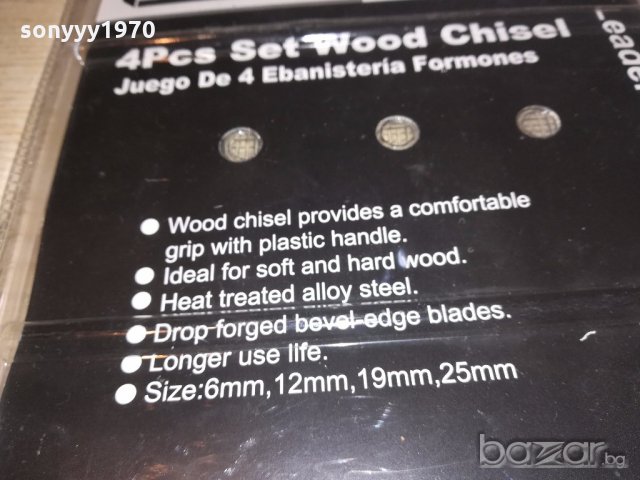 sonyyy1970
4Pcs Set Wood Chisel
Juego De 4 Ebanistería Formones
Leader
● Wood chisel provides a comfortable
grip with plastic handle.
● Ideal for soft and hard wood.
● Heat treated alloy steel.
● Drop forged bevel-edge blades.
● Longer use life.
● Size:6mm,12mm,19mm,25mm
bazar.bg